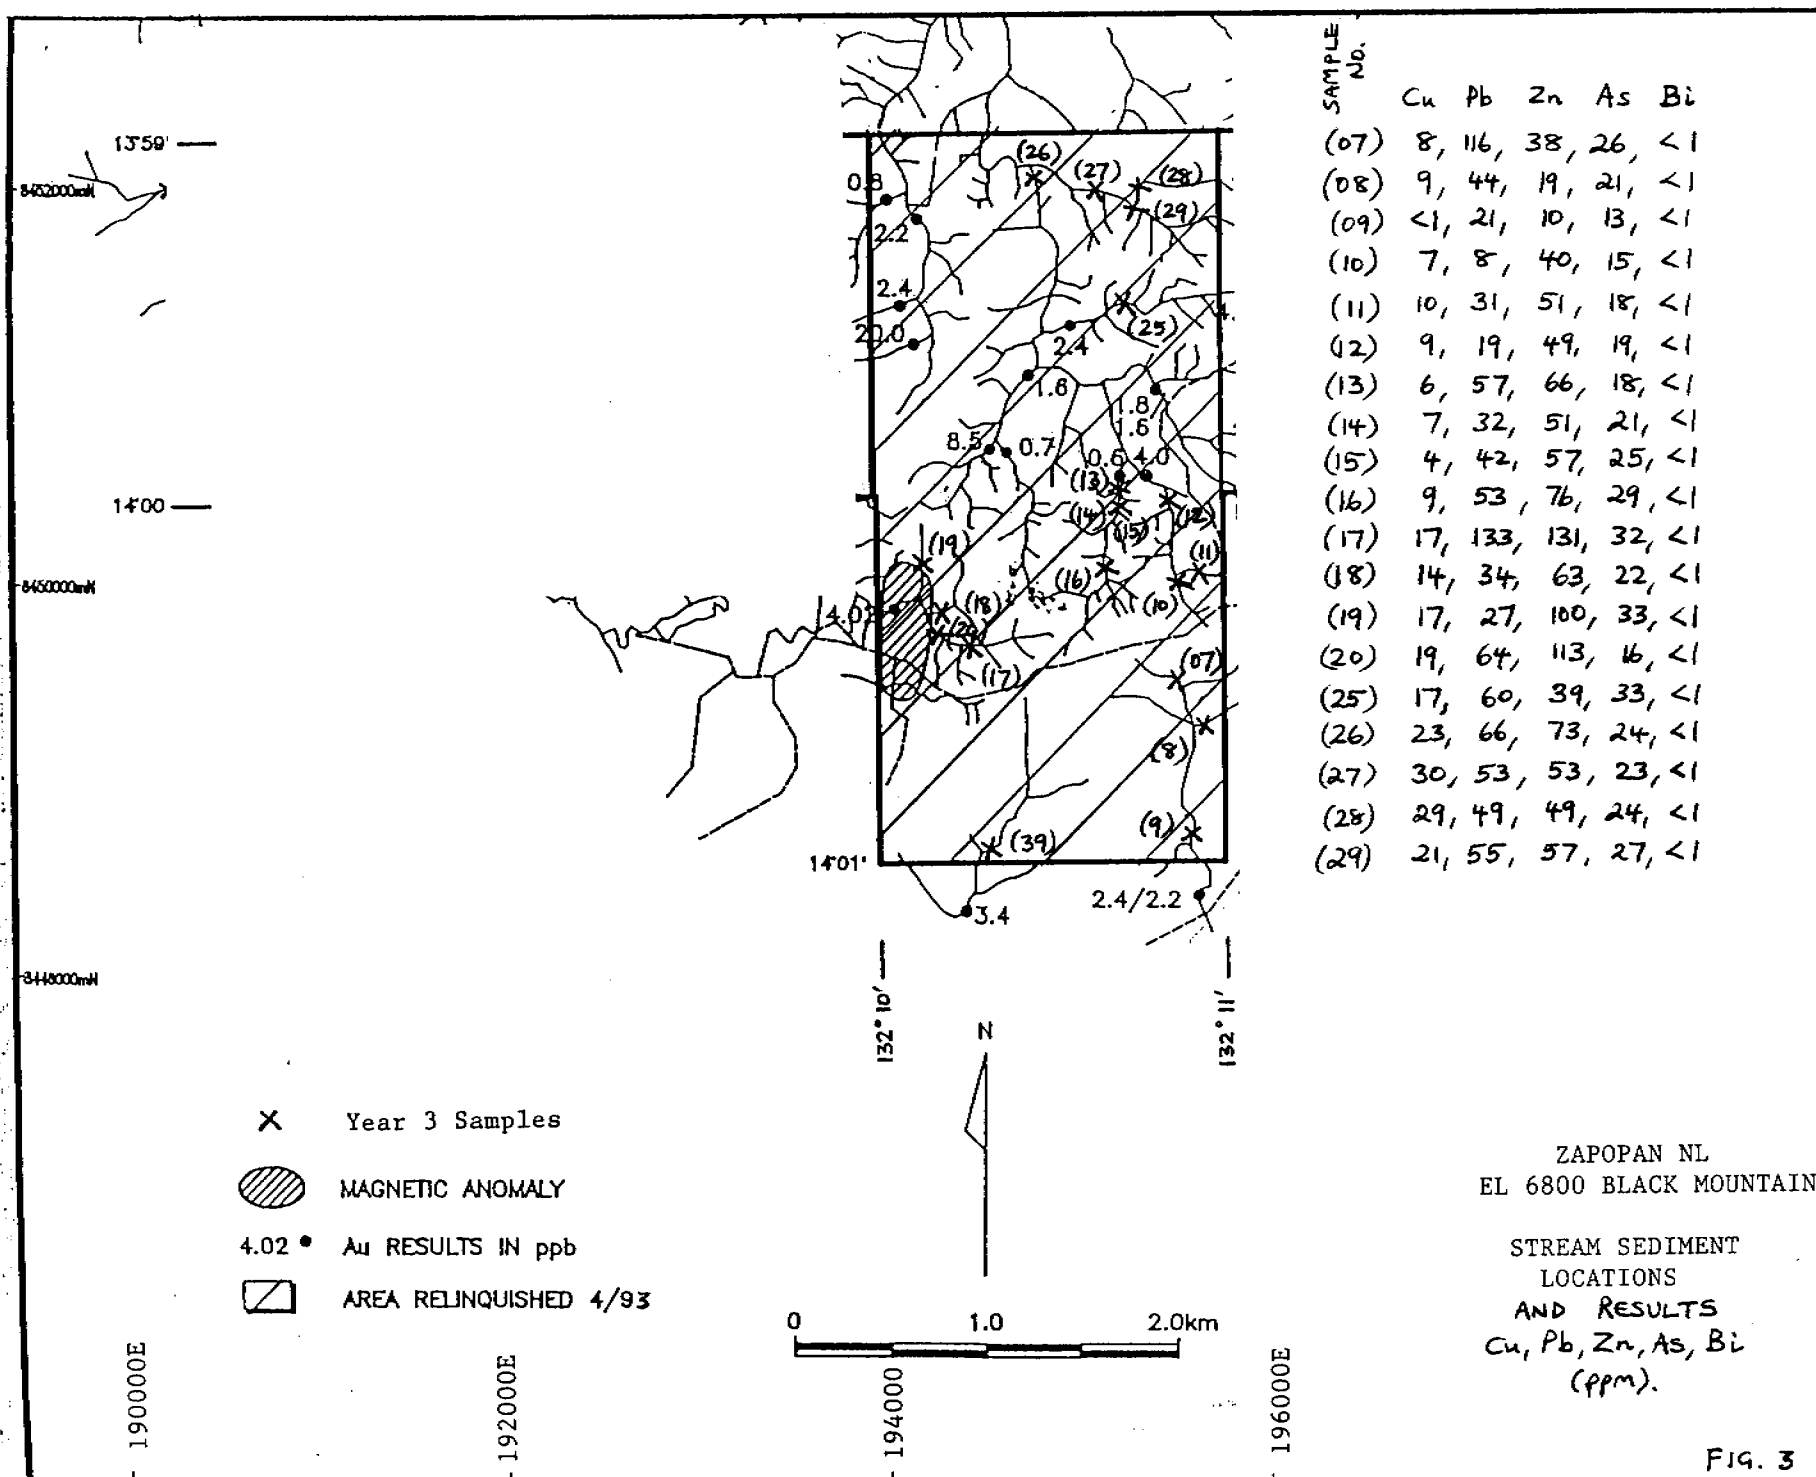 SAMPLE No.
Cu Pb Zn As Bi
(07) 8, 116, 38, 26, <1
(08) 9, 44, 19, 21, <1
(09) <1, 21, 10, 13, <1
(10) 7, 8, 40, 15, <1
(11) 10, 31, 51, 18, <1
(12) 9, 19, 49, 19, <1
(13) 6, 57, 66, 18, <1
(14) 7, 32, 51, 21, <1
(15) 4, 42, 57, 25, <1
(16) 9, 53, 76, 29, <1
(17) 17, 133, 131, 32, <1
(18) 14, 34, 63, 22, <1
(19) 17, 27, 100, 33, <1
(20) 19, 64, 113, 16, <1
(25) 17, 60, 39, 33, <1
(26) 23, 66, 73, 24, <1
(27) 30, 53, 53, 23, <1
(28) 29, 49, 49, 24, <1
(29) 21, 55, 57, 27, <1
13°59'
8452000mN
14°00
8450000mN
14°01'
8448000mN
(26)
(27)
(28)
(29)
0.8
2.2
2.4
20.0
(25)
2.4
1.6
1.8/
1.6
8.5
0.7
0.6
4.0
(13)
(14)
(15)
(12)
(11)
(10)
(16)
(19)
(18)
(20)
(17)
4.02
(07)
(8)
(9)
(39)
3.4
2.4/2.2
132° 10'
132° 11'
N
× Year 3 Samples
MAGNETIC ANOMALY
4.02 • Au RESULTS IN ppb
AREA RELINQUISHED 4/93
0 1.0 2.0km
190000E
192000E
194000
196000E
ZAPOPAN NL
EL 6800 BLACK MOUNTAIN
STREAM SEDIMENT
LOCATIONS
AND RESULTS
Cu, Pb, Zn, As, Bi
(ppm).
FIG. 3